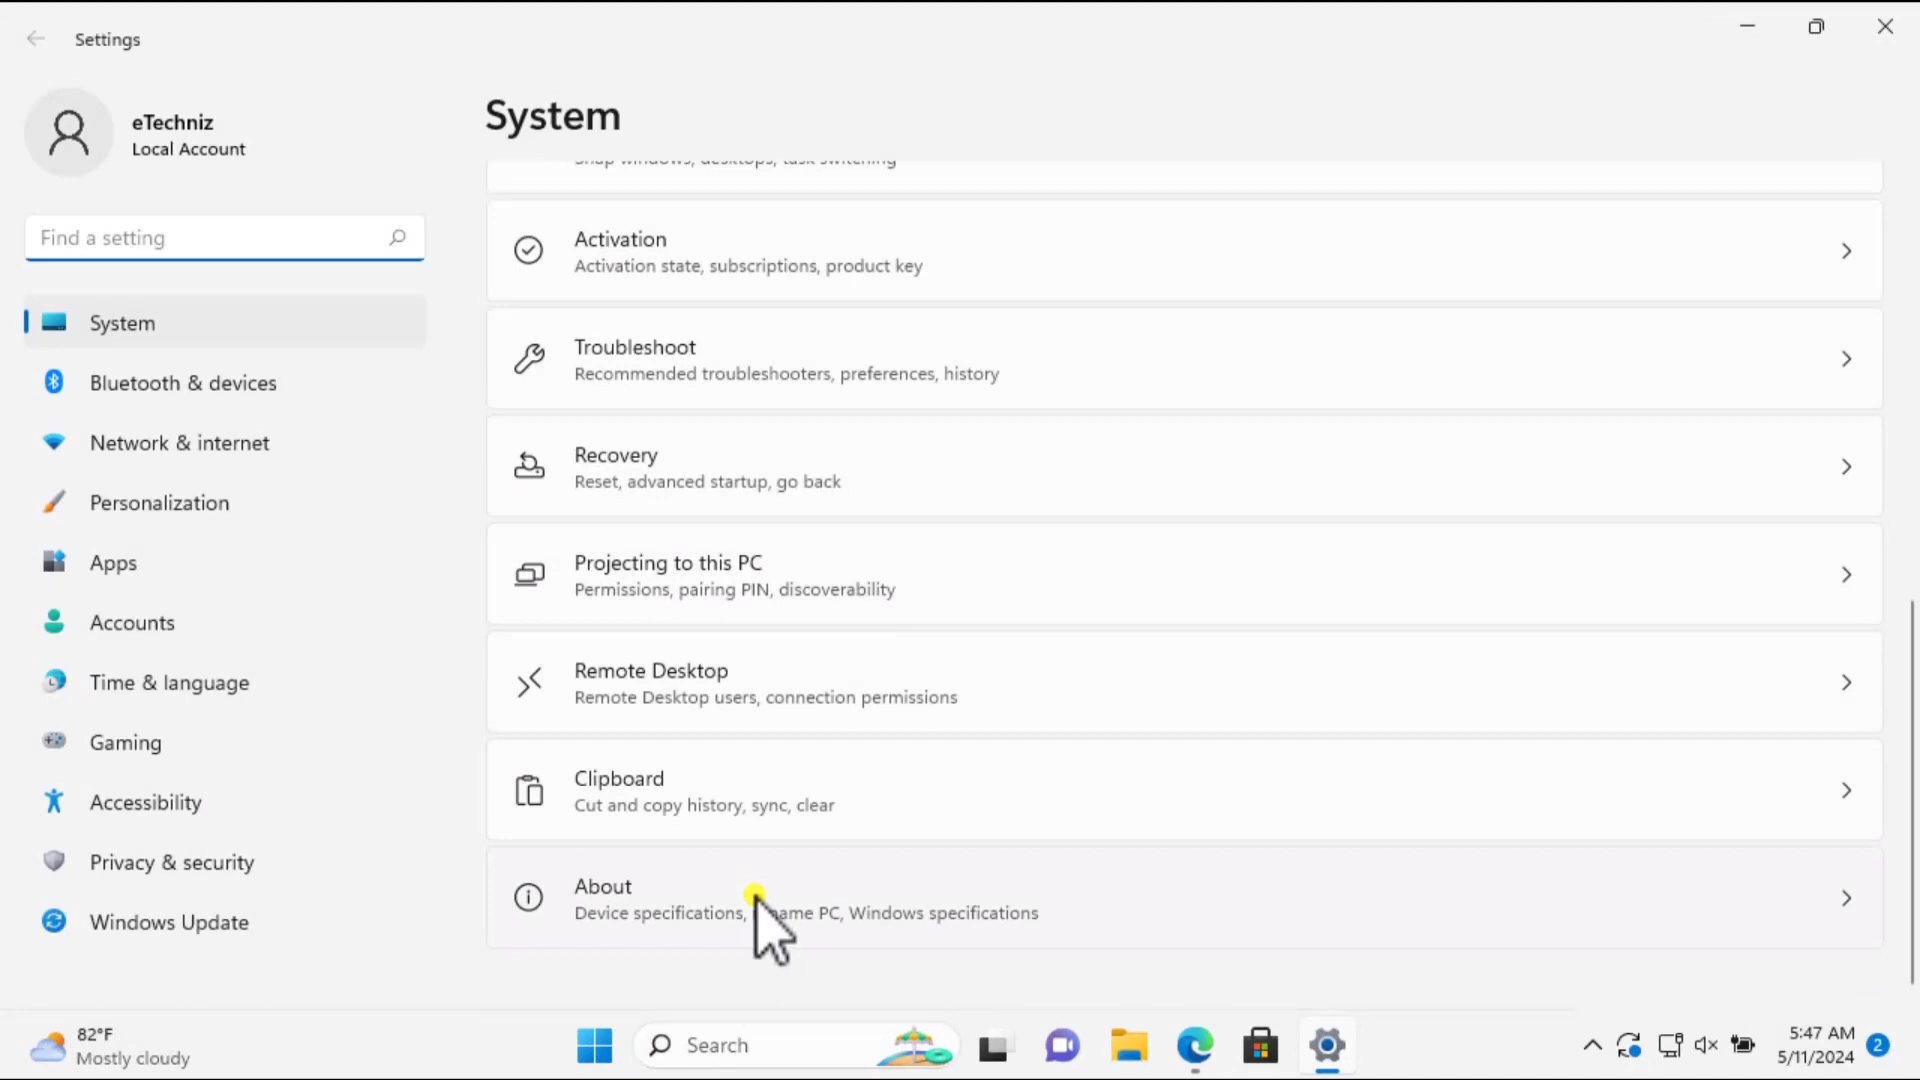 Settings
eTechniz
Local Account
Find a setting
System
Bluetooth & devices
Network & internet
Personalization
Apps
Accounts
Time & language
Gaming
Accessibility
Privacy & security
Windows Update
System
Snap windows, desktops, task switching
Activation
Activation state, subscriptions, product key
Troubleshoot
Recommended troubleshooters, preferences, history
Recovery
Reset, advanced startup, go back
Projecting to this PC
Permissions, pairing PIN, discoverability
Remote Desktop
Remote Desktop users, connection permissions
Clipboard
Cut and copy history, sync, clear
About
Device specifications, name PC, Windows specifications
82°F
Mostly cloudy
Search
5:47 AM
5/11/2024
2